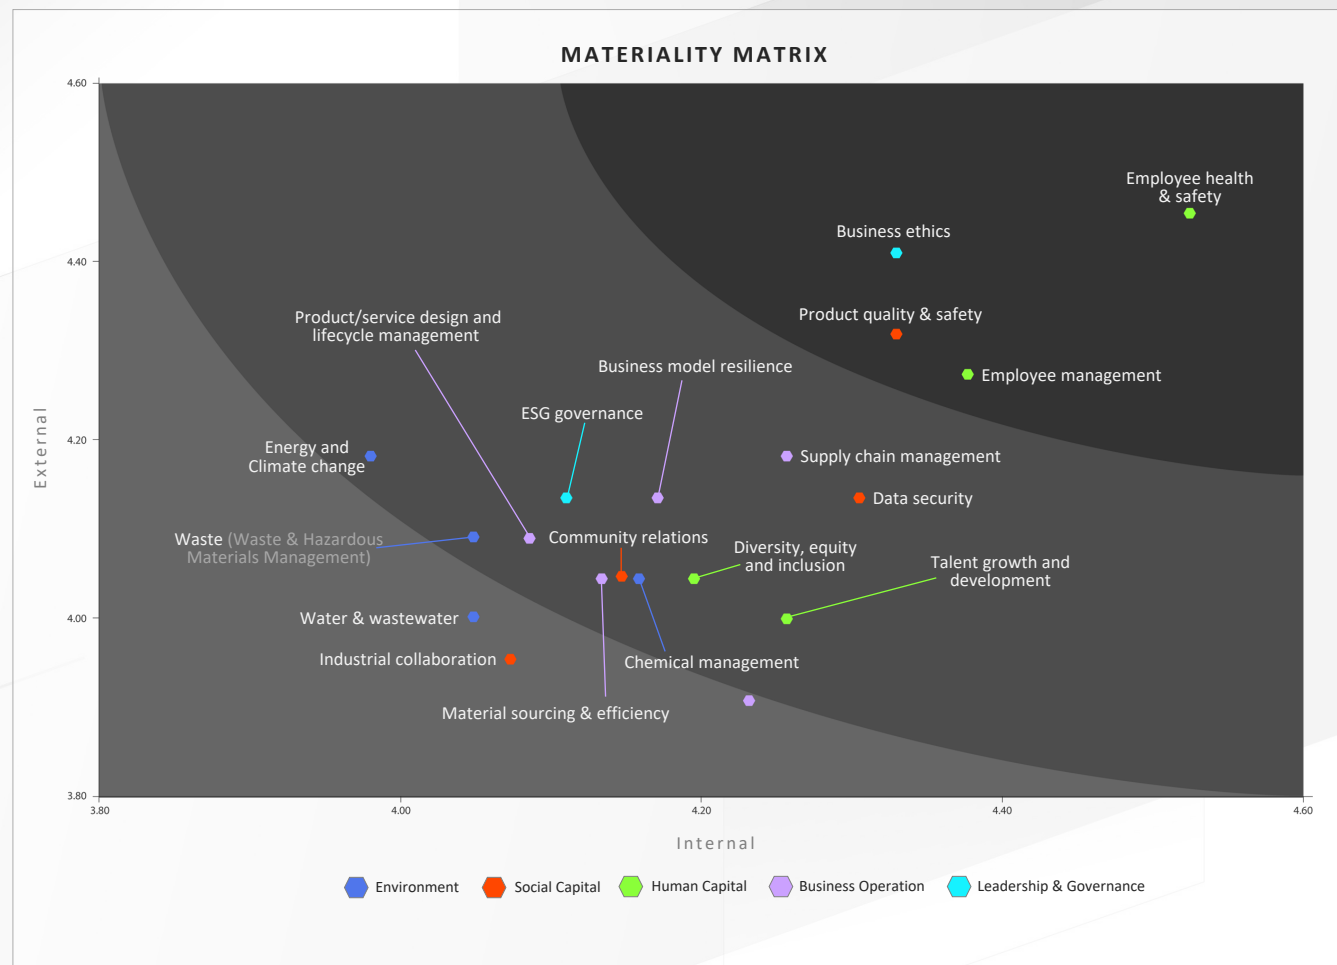 MATERIALITY MATRIX
4.60
Employee health
& safety
Business ethics
4.40
Product quality & safety
Product/service design and
lifecycle management
Business model resilience
Employee management
ESG governance
External
4.20
Energy and
Climate change
Supply chain management
Data security
Waste (Waste & Hazardous
Materials Management)
Community relations
Diversity, equity
and inclusion
Talent growth and
development
4.00
Water & wastewater
Industrial collaboration
Chemical management
Material sourcing & efficiency
3.80
3.80
4.00
4.20
4.40
4.60
Internal
Environment
Social Capital
Human Capital
Business Operation
Leadership & Governance